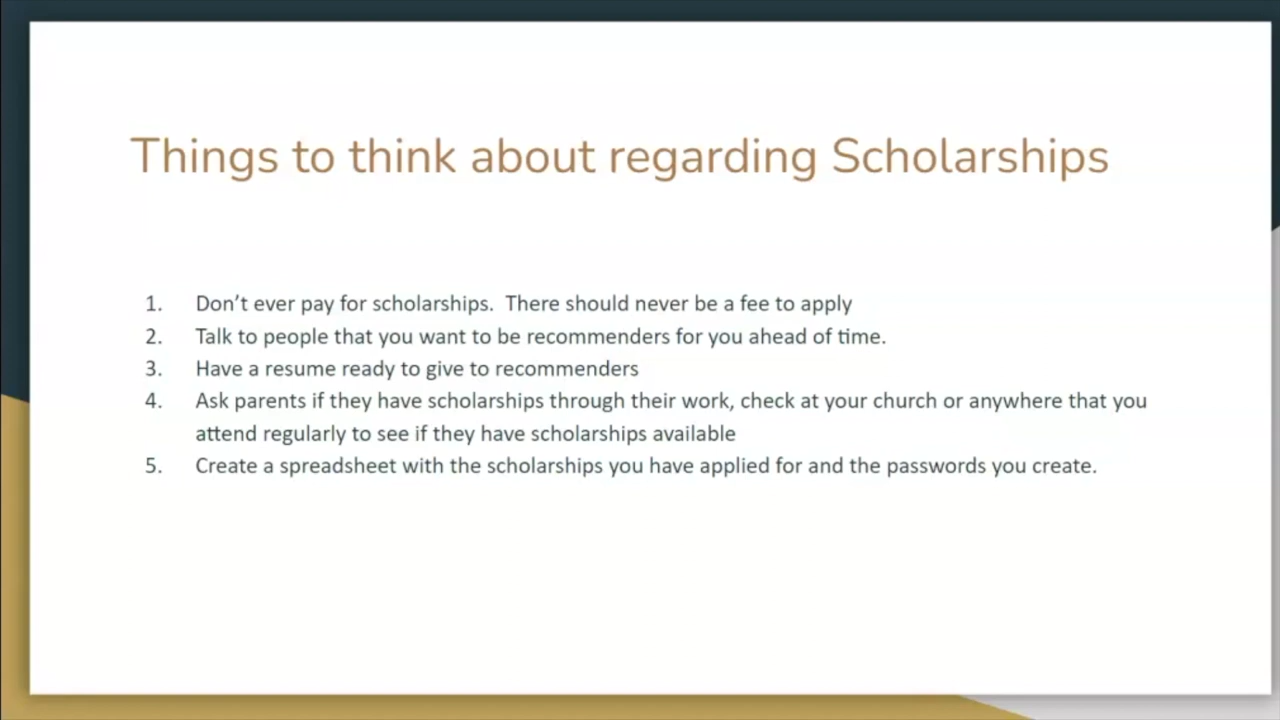 Things to think about regarding Scholarships
1. Don’t ever pay for scholarships.  There should never be a fee to apply
2. Talk to people that you want to be recommenders for you ahead of time.
3. Have a resume ready to give to recommenders
4. Ask parents if they have scholarships through their work, check at your church or anywhere that you
attend regularly to see if they have scholarships available
5. Create a spreadsheet with the scholarships you have applied for and the passwords you create.